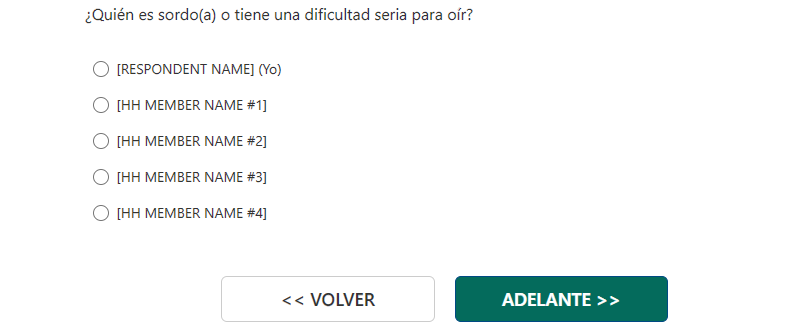 ¿Quién es sordo(a) o tiene una dificultad seria para oír?
[RESPONDENT NAME] (Yo)
[HH MEMBER NAME #1]
[HH MEMBER NAME #2]
[HH MEMBER NAME #3]
[HH MEMBER NAME #4]
<< VOLVER
ADELANTE >>